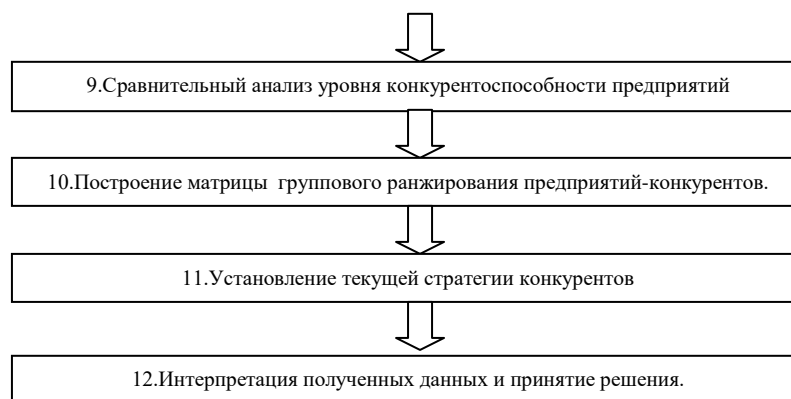 9.Сравнительный анализ уровня конкурентоспособности предприятий
10.Построение матрицы группового ранжирования предприятий-конкурентов.
11.Установление текущей стратегии конкурентов
12.Интерпретация полученных данных и принятие решения.